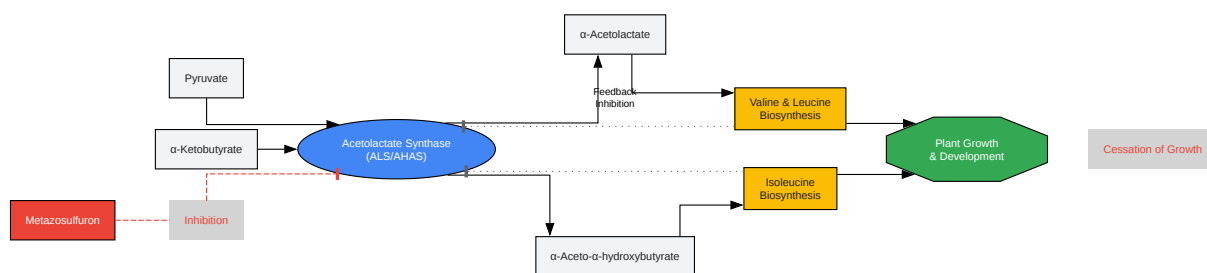 α-Acetolactate
Pyruvate
Feedback
Inhibition
Valine & Leucine
Biosynthesis
α-Ketobutyrate
Acetolactate Synthase
(ALS/AHAS)
Plant Growth
& Development
Cessation of Growth
Isoleucine
Biosynthesis
Metazosulfuron
Inhibition
α-Aceto-α-hydroxybutyrate